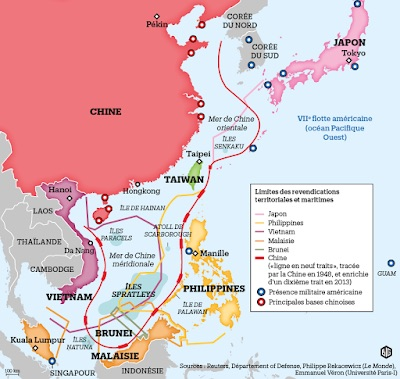 Pékin
CORÉE
DU NORD
CORÉE
DU SUD
JAPON
Tokyo
CHINE
Mer de Chine
orientale
ÎLES
SENKAKU
VIIᵉ flotte américaine
(océan Pacifique
Ouest)
Taipei
TAIWAN
Hanoï
Hongkong
LAOS
ÎLE DE HAINAN
ÎLES
PARACELS
ATOLL DE
SCARBOROUGH
THAÏLANDE
Da Nang
Mer de Chine
méridionale
Manille
CAMBODGE
VIETNAM
ÎLES
SPRATLEYS
PHILIPPINES
ÎLE DE
PALAWAN
GUAM
BRUNEI
Kuala Lumpur
ÎLES
NATUNA
MALAISIE
SINGAPOUR
INDONÉSIE
Limites des revendications
territoriales et maritimes
Japon
Philippines
Vietnam
Malaisie
Brunei
Chine
(«ligne en neuf traits», tracée
par la Chine en 1948, et enrichie
d'un dixième trait en 2013)
Présence militaire américaine
Principales bases chinoises
Sources : Reuters, Département of Defense, Philippe Rekacewicz (Le Monde),
Emmanuel Véron (Université Paris-I)